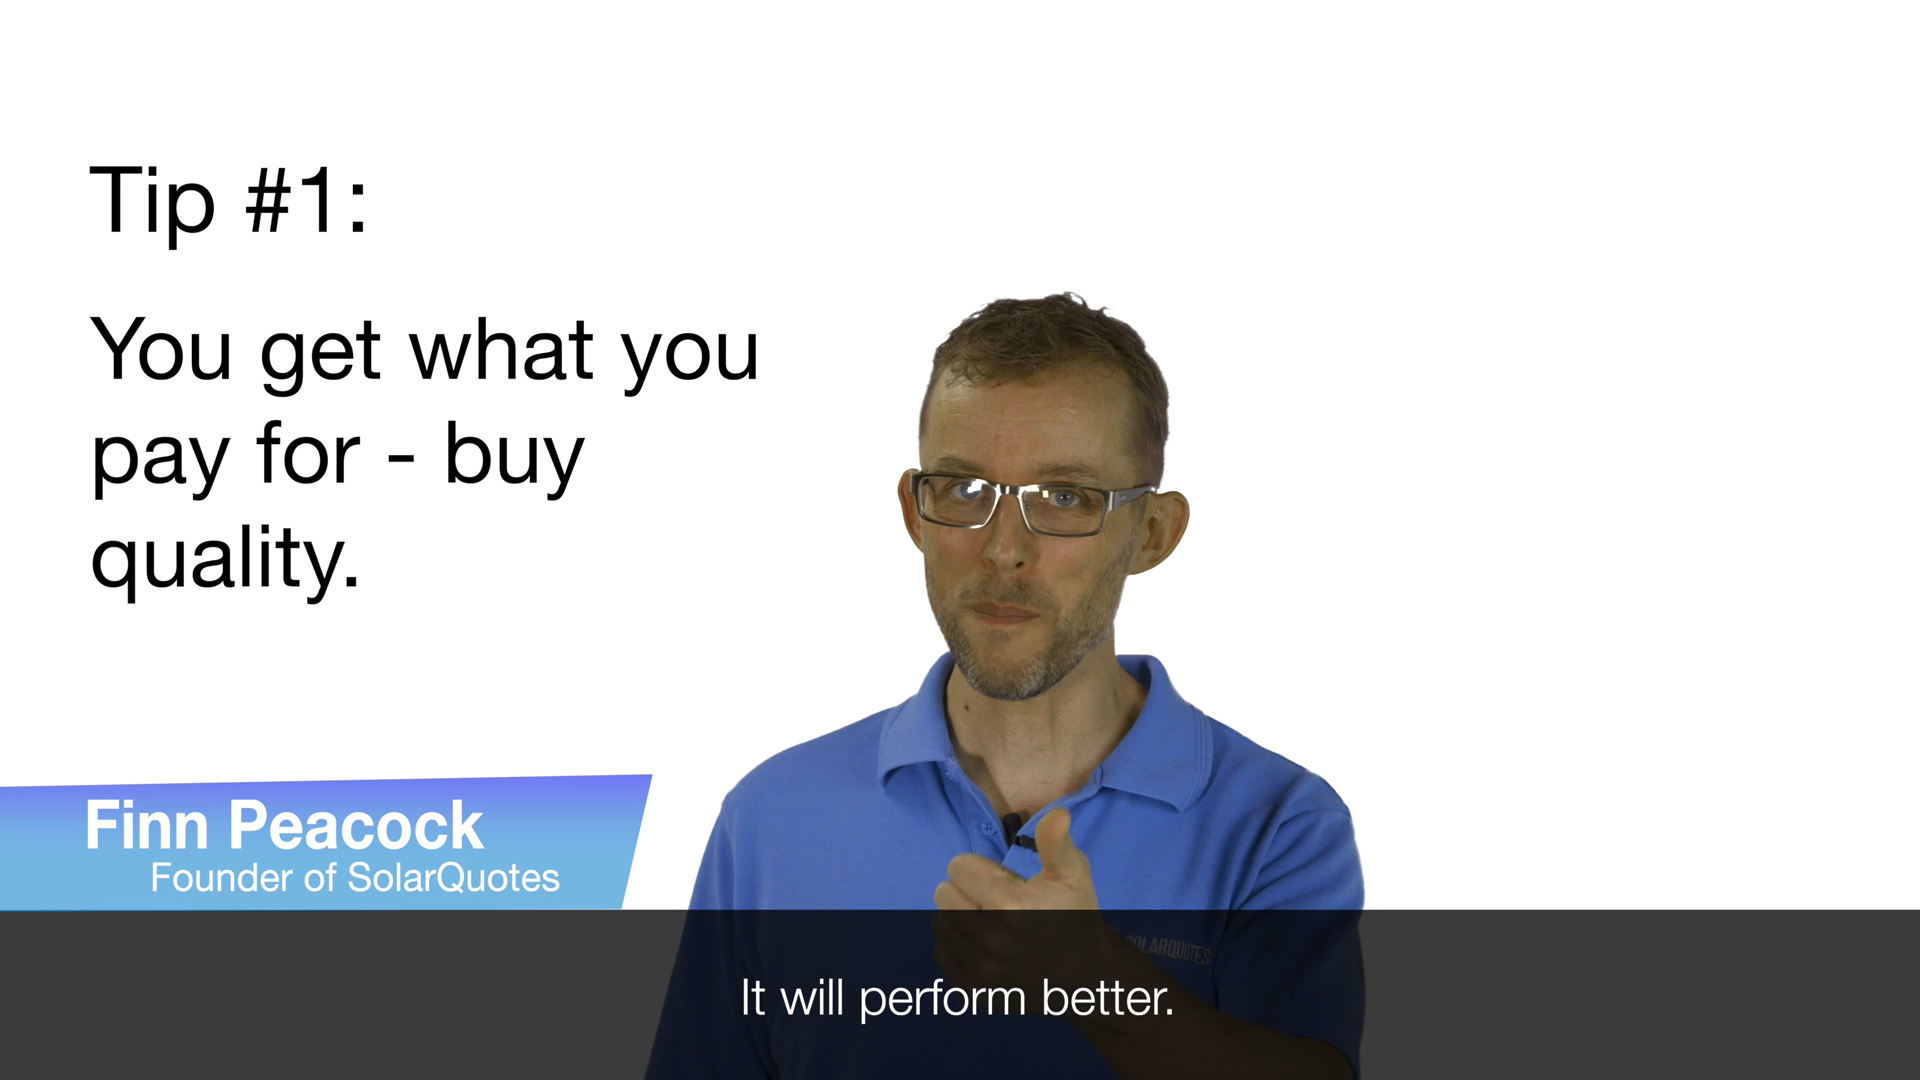 Tip #1:
You get what you
pay for - buy
quality.
Finn Peacock
Founder of SolarQuotes
SOLARQUOTES
It will perform better.